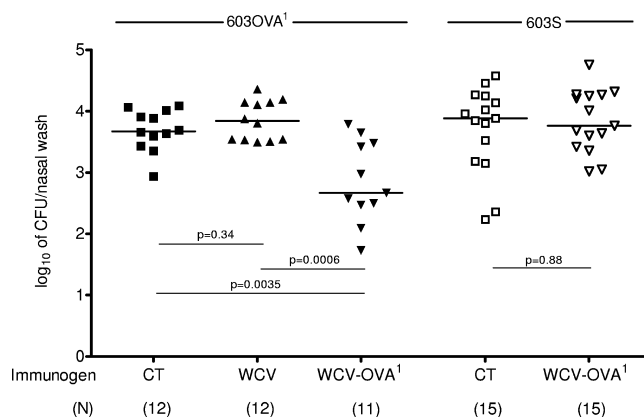 603OVA¹ 603S
5
4
3
2
1
0
log₁₀ of CFU/nasal wash
p=0.34
p=0.0006
p=0.88
p=0.0035
Immunogen CT WCV WCV-OVA¹ CT WCV-OVA¹
(N) (12) (12) (11) (15) (15)